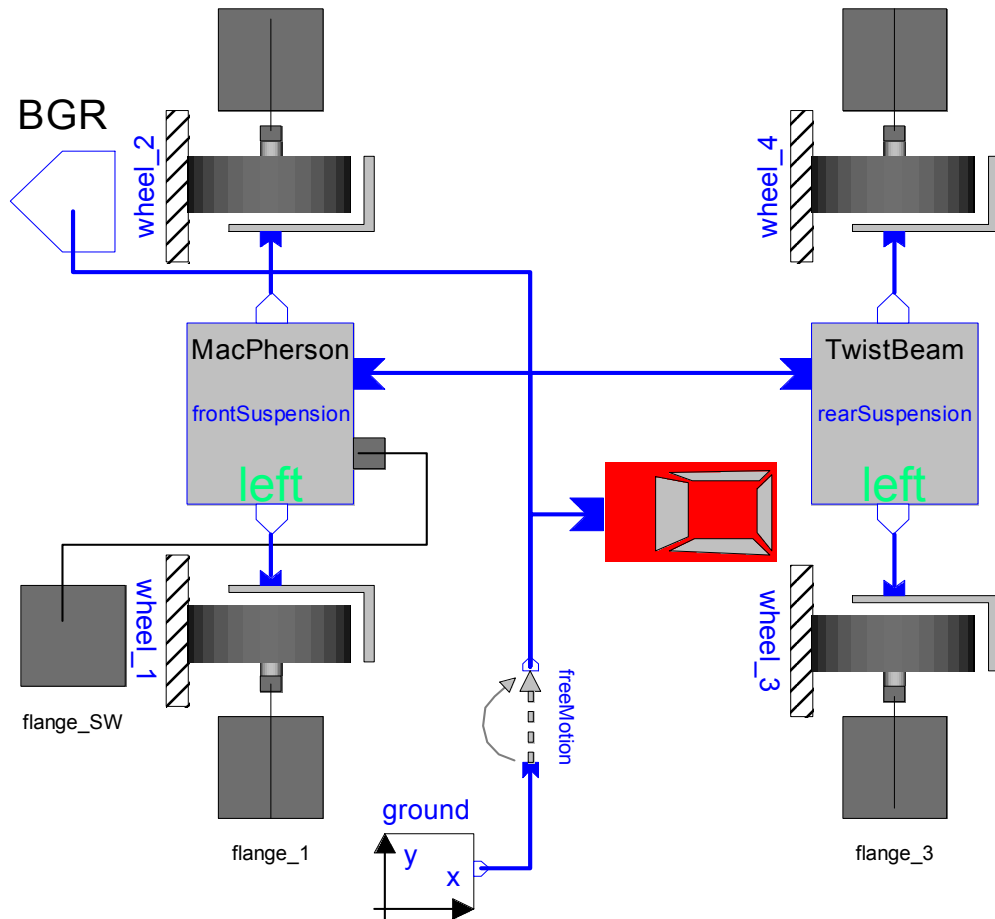 BGR
wheel_2
wheel_4
MacPherson
frontSuspension
left
TwistBeam
rearSuspension
left
wheel_1
flange_SW
flange_1
freeMotion
wheel_3
flange_3
ground
y
x